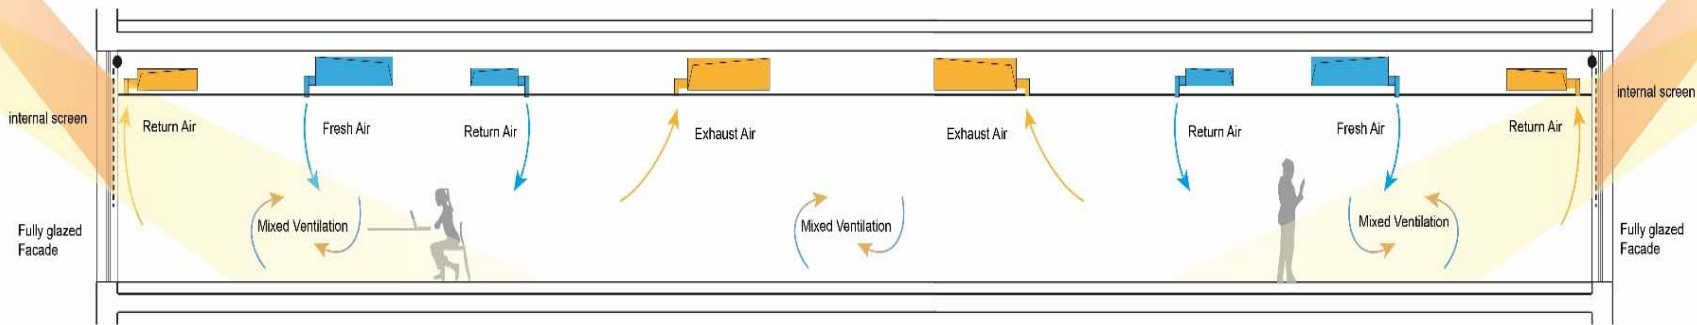 internal screen
Return Air
Fresh Air
Return Air
Exhaust Air
Exhaust Air
Return Air
Fresh Air
Return Air
internal screen
Fully glazed
Facade
Mixed Ventilation
Mixed Ventilation
Mixed Ventilation
Fully glazed
Facade